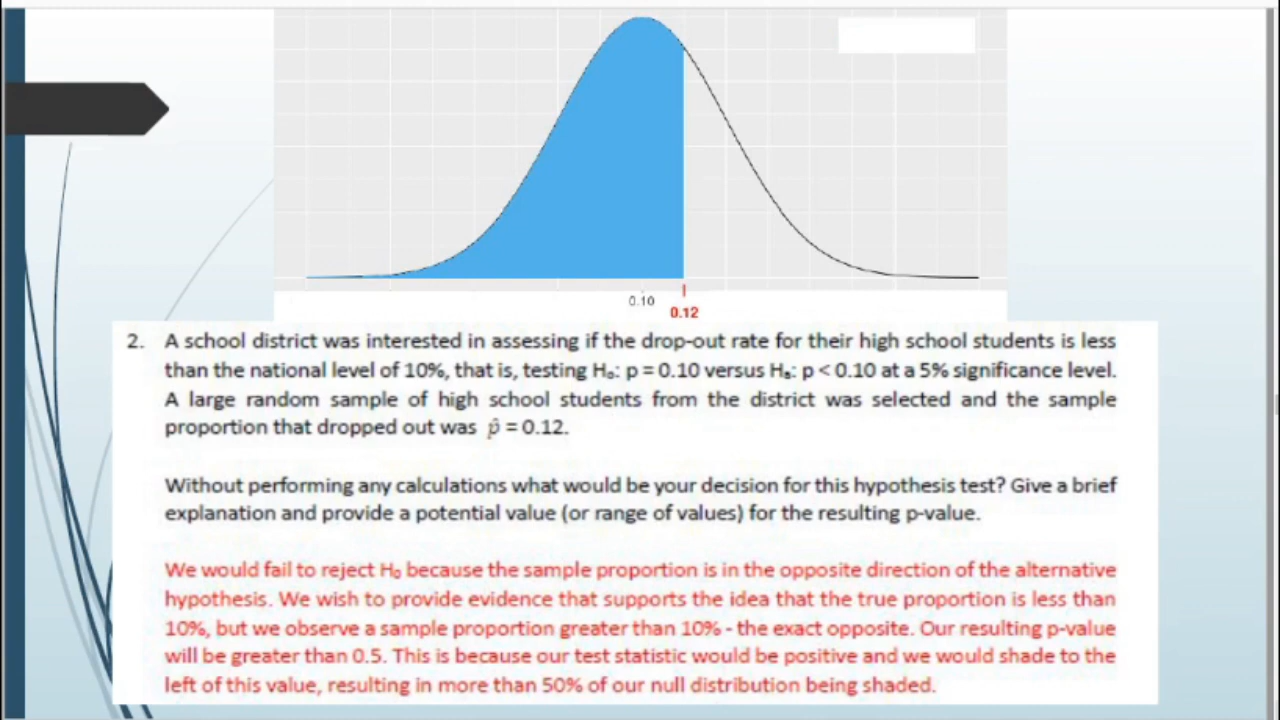 0.10
0.12
2. A school district was interested in assessing if the drop-out rate for their high school students is less
than the national level of 10%, that is, testing H₀: p = 0.10 versus Hₐ: p < 0.10 at a 5% significance level.
A large random sample of high school students from the district was selected and the sample
proportion that dropped out was p̂ = 0.12.
Without performing any calculations what would be your decision for this hypothesis test? Give a brief
explanation and provide a potential value (or range of values) for the resulting p-value.
We would fail to reject H₀ because the sample proportion is in the opposite direction of the alternative
hypothesis. We wish to provide evidence that supports the idea that the true proportion is less than
10%, but we observe a sample proportion greater than 10% - the exact opposite. Our resulting p-value
will be greater than 0.5. This is because our test statistic would be positive and we would shade to the
left of this value, resulting in more than 50% of our null distribution being shaded.